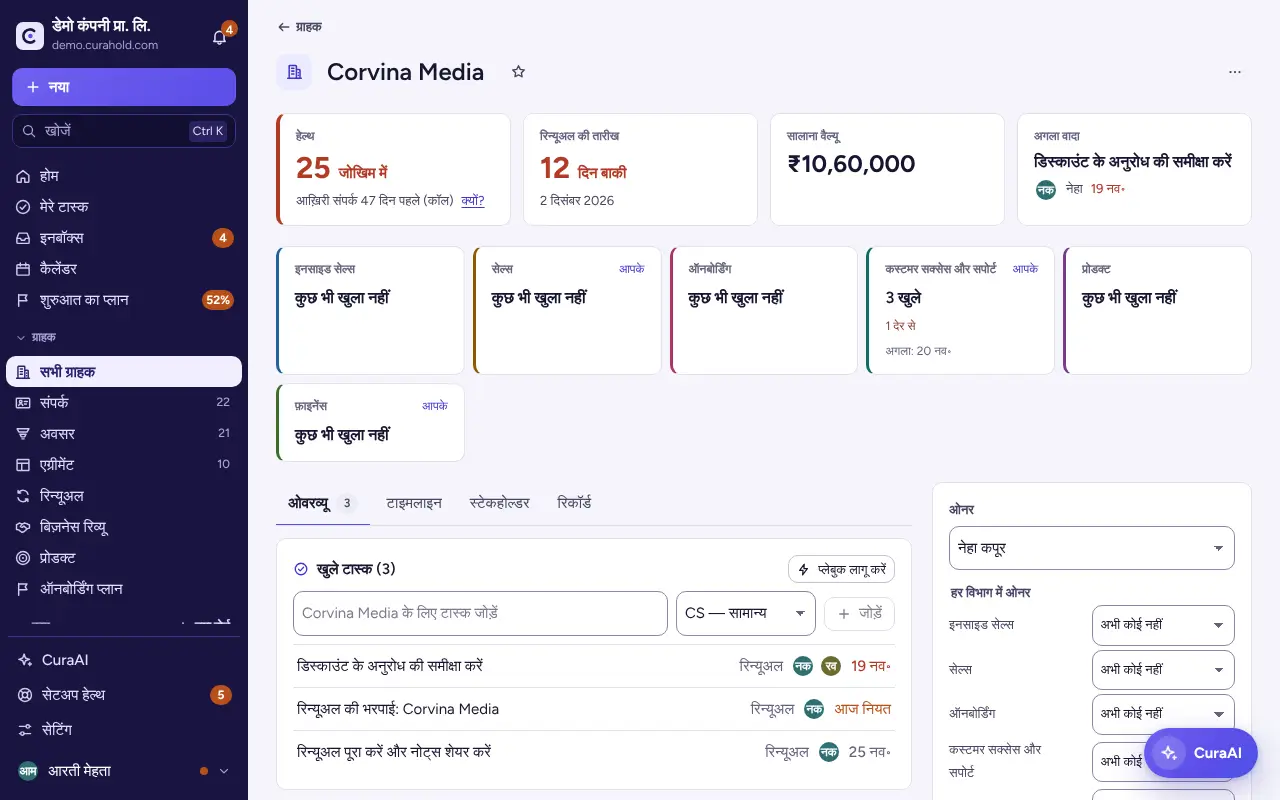 डेमो कंपनी प्रा. लि.
demo.curahold.com
4
नया
खोजें
Ctrl K
होम
मेरे टास्क
इनबॉक्स
4
कैलेंडर
शुरुआत का प्लान
52%
ग्राहक
सभी ग्राहक
संपर्क
22
अवसर
21
एग्रीमेंट
10
रिन्यूअल
बिज़नेस रिव्यू
प्रोडक्ट
ऑनबोर्डिंग प्लान
CuraAI
सेटअप हेल्थ
5
सेटिंग
आम आरती मेहता
ग्राहक
Corvina Media
हेल्थ
25 जोखिम में
आख़िरी संपर्क 47 दिन पहले (कॉल) क्यों?
रिन्यूअल की तारीख
12 दिन बाकी
2 दिसंबर 2026
सालाना वैल्यू
₹10,60,000
अगला वादा
डिस्काउंट के अनुरोध की समीक्षा करें
नक नेहा 19 नव॰
इनसाइड सेल्स
कुछ भी खुला नहीं
सेल्स आपके
कुछ भी खुला नहीं
ऑनबोर्डिंग
कुछ भी खुला नहीं
कस्टमर सक्सेस और सपोर्ट आपके
3 खुले
1 देर से
अगला: 20 नव॰
प्रोडक्ट
कुछ भी खुला नहीं
फ़ाइनेंस आपके
कुछ भी खुला नहीं
ओवरव्यू 3 टाइमलाइन स्टेकहोल्डर रिकॉर्ड
खुले टास्क (3) प्लेबुक लागू करें
Corvina Media के लिए टास्क जोड़ें CS — सामान्य जोड़ें
डिस्काउंट के अनुरोध की समीक्षा करें रिन्यूअल नक रव 19 नव॰
रिन्यूअल की भरपाई: Corvina Media रिन्यूअल नक आज नियत
रिन्यूअल पूरा करें और नोट्स शेयर करें रिन्यूअल नक 25 नव॰
ओनर
नेहा कपूर
हर विभाग में ओनर
इनसाइड सेल्स अभी कोई नहीं
सेल्स अभी कोई नहीं
ऑनबोर्डिंग अभी कोई नहीं
कस्टमर सक्सेस और
सपोर्ट
अभी कोई
CuraAI